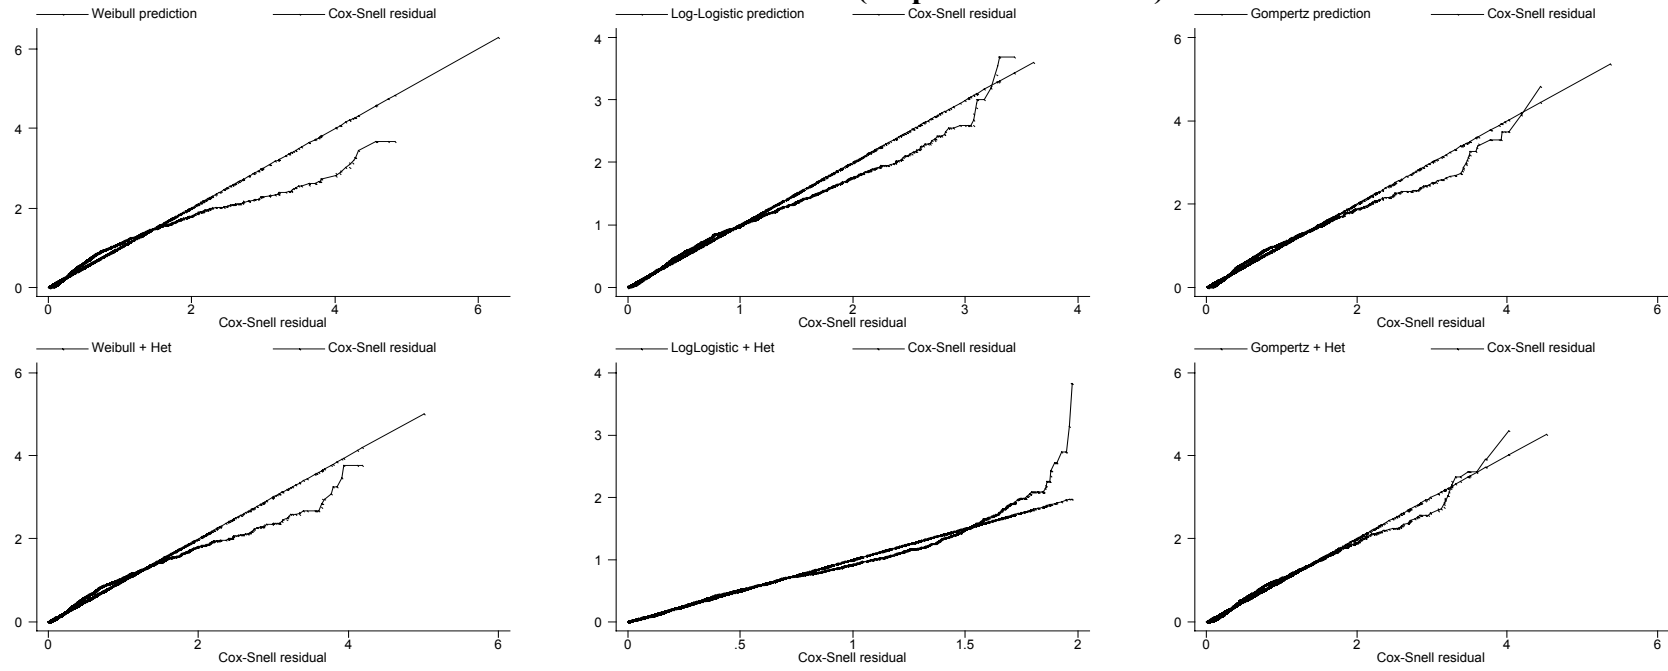 Weibull prediction Cox-Snell residual
6
4
2
0
0 2 4 6
Cox-Snell residual
Log-Logistic prediction Cox-Snell residual
4
3
2
1
0
0 1 2 3 4
Cox-Snell residual
Gompertz prediction Cox-Snell residual
6
4
2
0
0 2 4 6
Cox-Snell residual
Weibull + Het Cox-Snell residual
6
4
2
0
0 2 4 6
Cox-Snell residual
LogLogistic + Het Cox-Snell residual
4
3
2
1
0
0 .5 1 1.5 2
Cox-Snell residual
Gompertz + Het Cox-Snell residual
6
4
2
0
0 2 4 6
Cox-Snell residual